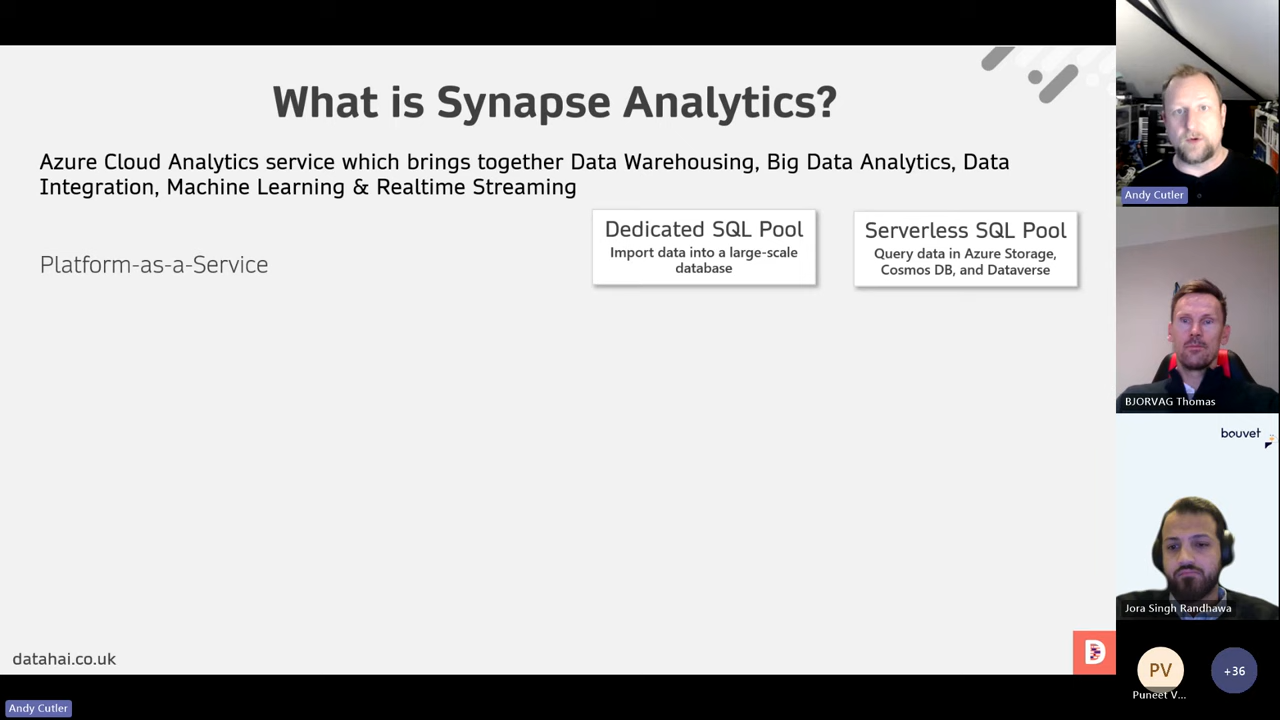 What is Synapse Analytics?
Azure Cloud Analytics service which brings together Data Warehousing, Big Data Analytics, Data
Integration, Machine Learning & Realtime Streaming
Platform-as-a-Service
Dedicated SQL Pool
Import data into a large-scale
database
Serverless SQL Pool
Query data in Azure Storage,
Cosmos DB, and Dataverse
datahai.co.uk
D
Andy Cutler
Andy Cutler
BJORVAG Thomas
bouvet
Jora Singh Randhawa
PV
Puneet V...
+36